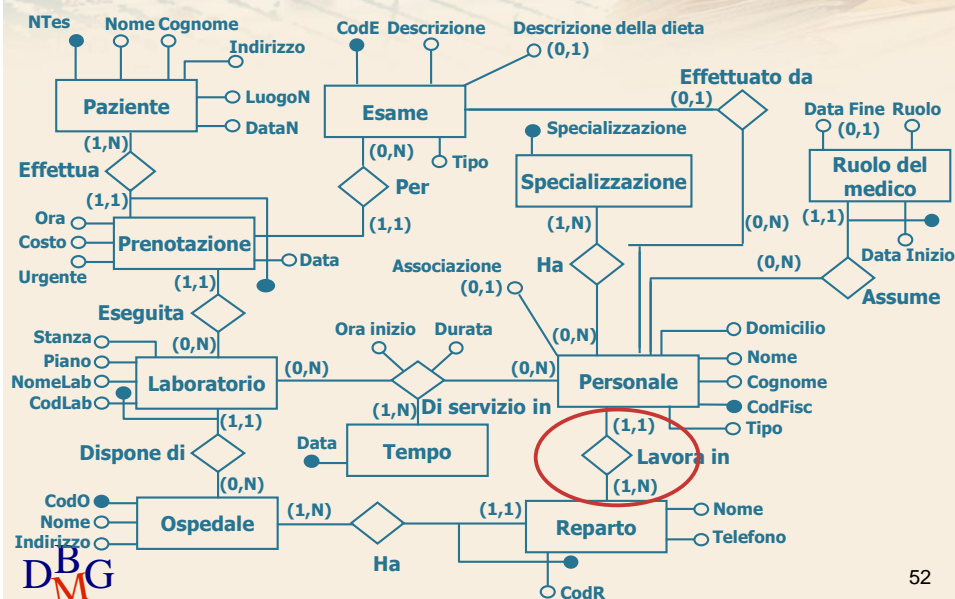 NTes
Nome Cognome
Indirizzo
LuogoN
DataN
Paziente
(1,N)
Effettua
(1,1)
CodE Descrizione
Descrizione della dieta
(0,1)
Esame
Tipo
(0,N)
Per
(1,1)
Effettuato da
(0,1)
(0,N)
Specializzazione
Specializzazione
(1,N)
Ha
(0,N)
Data Fine Ruolo
(0,1)
Ruolo del
medico
(1,1)
Data Inizio
(0,N)
Assume
Ora
Costo
Urgente
Prenotazione
Data
(1,1)
Eseguita
(0,N)
Stanza
Piano
NomeLab
CodLab
Laboratorio
(0,N)
Ora inizio Durata
(1,N)
Di servizio in
Data
Tempo
Associazione
(0,1)
(0,N)
Personale
Domicilio
Nome
Cognome
CodFisc
Tipo
(1,1)
Lavora in
(1,N)
(1,1)
Dispone di
(0,N)
CodO
Nome
Indirizzo
Ospedale
(1,N)
Ha
(1,1)
Reparto
Nome
Telefono
CodR
DBMG
52